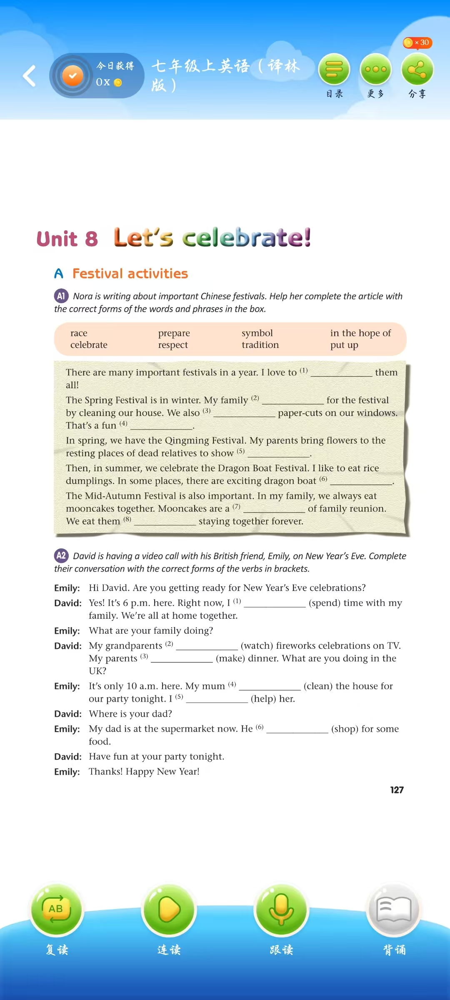 × 30
今日获得
0x
七年级上英语（译林
版）
目录
更多
分享
Unit 8 Let's celebrate!
A Festival activities
A1 Nora is writing about important Chinese festivals. Help her complete the article with
the correct forms of the words and phrases in the box.
race prepare symbol in the hope of
celebrate respect tradition put up
There are many important festivals in a year. I love to (1) ____________ them
all!
The Spring Festival is in winter. My family (2) ____________ for the festival
by cleaning our house. We also (3) ____________ paper-cuts on our windows.
That's a fun (4) ____________.
In spring, we have the Qingming Festival. My parents bring flowers to the
resting places of dead relatives to show (5) ____________.
Then, in summer, we celebrate the Dragon Boat Festival. I like to eat rice
dumplings. In some places, there are exciting dragon boat (6) ____________.
The Mid-Autumn Festival is also important. In my family, we always eat
mooncakes together. Mooncakes are a (7) ____________ of family reunion.
We eat them (8) ____________ staying together forever.
A2 David is having a video call with his British friend, Emily, on New Year's Eve. Complete
their conversation with the correct forms of the verbs in brackets.
Emily: Hi David. Are you getting ready for New Year's Eve celebrations?
David: Yes! It's 6 p.m. here. Right now, I (1) ____________ (spend) time with my
family. We're all at home together.
Emily: What are your family doing?
David: My grandparents (2) ____________ (watch) fireworks celebrations on TV.
My parents (3) ____________ (make) dinner. What are you doing in the
UK?
Emily: It's only 10 a.m. here. My mum (4) ____________ (clean) the house for
our party tonight. I (5) ____________ (help) her.
David: Where is your dad?
Emily: My dad is at the supermarket now. He (6) ____________ (shop) for some
food.
David: Have fun at your party tonight.
Emily: Thanks! Happy New Year!
127
AB
复读
连读
跟读
背诵